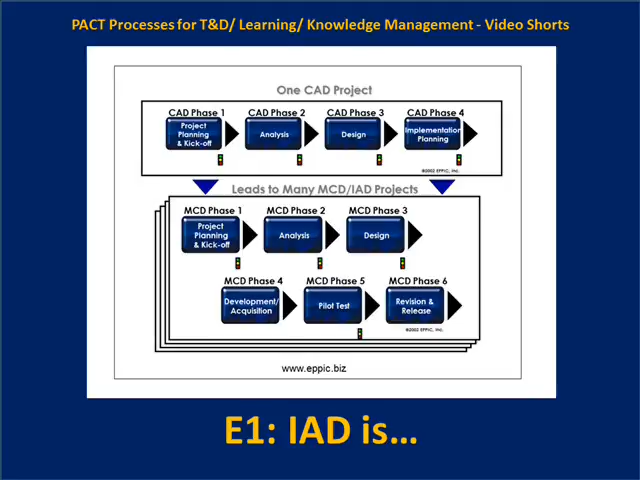 PACT Processes for T&D/ Learning/ Knowledge Management - Video Shorts
One CAD Project
CAD Phase 1
CAD Phase 2
CAD Phase 3
CAD Phase 4
Project
Planning
& Kick-off
Analysis
Design
Implementation
Planning
©2002 EPPIC, Inc.
Leads to Many MCD/IAD Projects
MCD Phase 1
MCD Phase 2
MCD Phase 3
Project
Planning
& Kick-off
Analysis
Design
MCD Phase 4
MCD Phase 5
MCD Phase 6
Development/
Acquisition
Pilot Test
Revision &
Release
©2002 EPPIC, Inc.
www.eppic.biz
E1: IAD is…